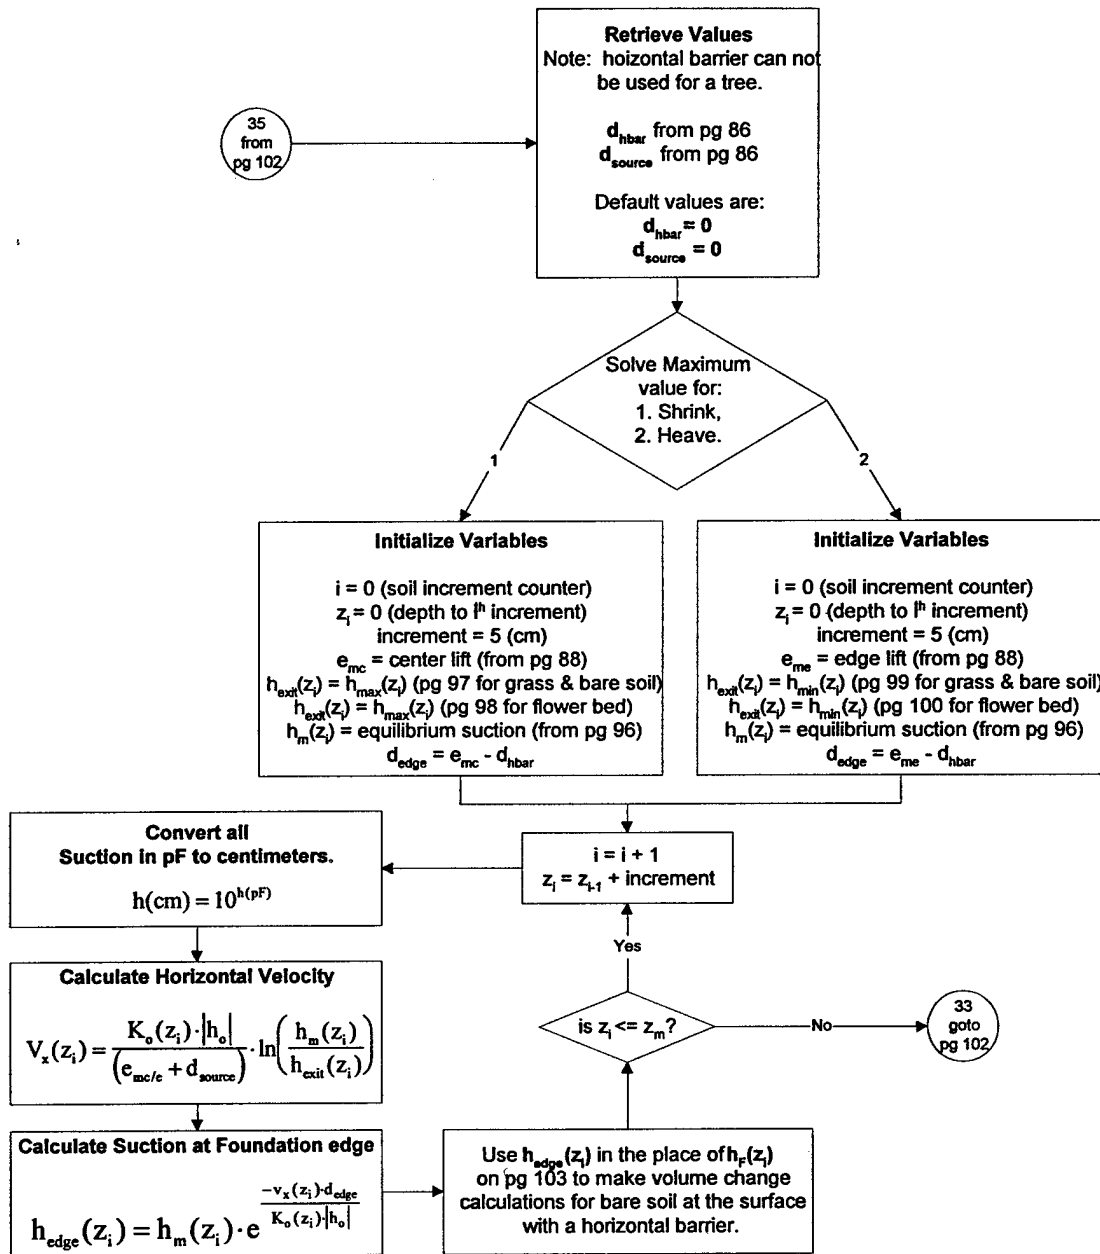 Retrieve Values
Note: hoizontal barrier can not
be used for a tree.
d_hbar from pg 86
d_source from pg 86
Default values are:
d_hbar = 0
d_source = 0
35
from
pg 102
Solve Maximum
value for:
1. Shrink,
2. Heave.
1
2
Initialize Variables
i = 0 (soil increment counter)
z_i = 0 (depth to i^th increment)
increment = 5 (cm)
e_mc = center lift (from pg 88)
h_exit(z_i) = h_max(z_i) (pg 97 for grass & bare soil)
h_exit(z_i) = h_max(z_i) (pg 98 for flower bed)
h_m(z_i) = equilibrium suction (from pg 96)
d_edge = e_mc - d_hbar
Initialize Variables
i = 0 (soil increment counter)
z_i = 0 (depth to i^th increment)
increment = 5 (cm)
e_me = edge lift (from pg 88)
h_exit(z_i) = h_min(z_i) (pg 99 for grass & bare soil)
h_exit(z_i) = h_min(z_i) (pg 100 for flower bed)
h_m(z_i) = equilibrium suction (from pg 96)
d_edge = e_me - d_hbar
i = i + 1
z_i = z_i-1 + increment
Convert all
Suction in pF to centimeters.
h(cm) = 10^h(pF)
Calculate Horizontal Velocity
V_x(z_i) = K_o(z_i)·|h_o| / (e_mc/e + d_source) · ln(h_m(z_i) / h_exit(z_i))
Calculate Suction at Foundation edge
h_edge(z_i) = h_m(z_i)·e^(-v_x(z_i)·d_edge / K_o(z_i)·|h_o|)
Use h_edge(z_i) in the place of h_F(z_i)
on pg 103 to make volume change
calculations for bare soil at the surface
with a horizontal barrier.
is z_i <= z_m?
Yes
No
33
goto
pg 102